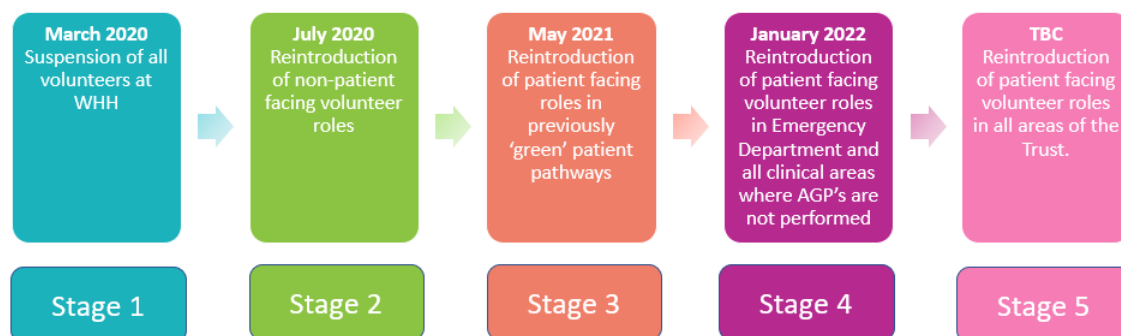 March 2020
Suspension of all
volunteers at
WHH
July 2020
Reintroduction
of non-patient
facing volunteer
roles
May 2021
Reintroduction
of patient facing
roles in
previously
‘green’ patient
pathways
January 2022
Reintroduction
of patient facing
volunteer roles
in Emergency
Department and
all clinical areas
where AGP’s are
not performed
TBC
Reintroduction
of patient facing
volunteer roles
in all areas of the
Trust.
Stage 1
Stage 2
Stage 3
Stage 4
Stage 5